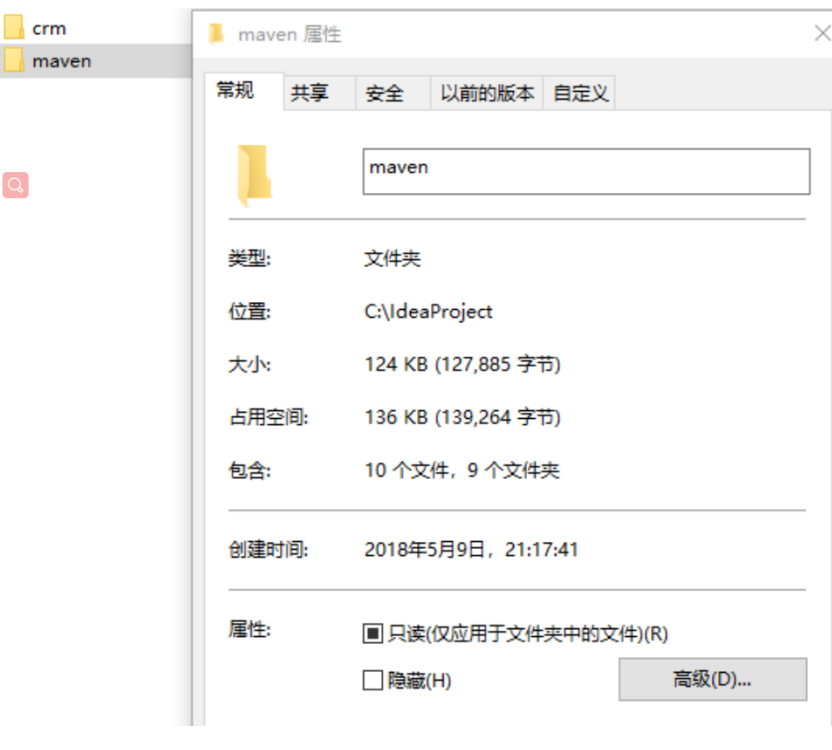 crm
maven
maven 属性
常规 共享 安全 以前的版本 自定义
maven
类型: 文件夹
位置: C:\IdeaProject
大小: 124 KB (127,885 字节)
占用空间: 136 KB (139,264 字节)
包含: 10 个文件，9 个文件夹
创建时间: 2018年5月9日，21:17:41
属性: 只读(仅应用于文件夹中的文件)(R)
隐藏(H) 高级(D)...